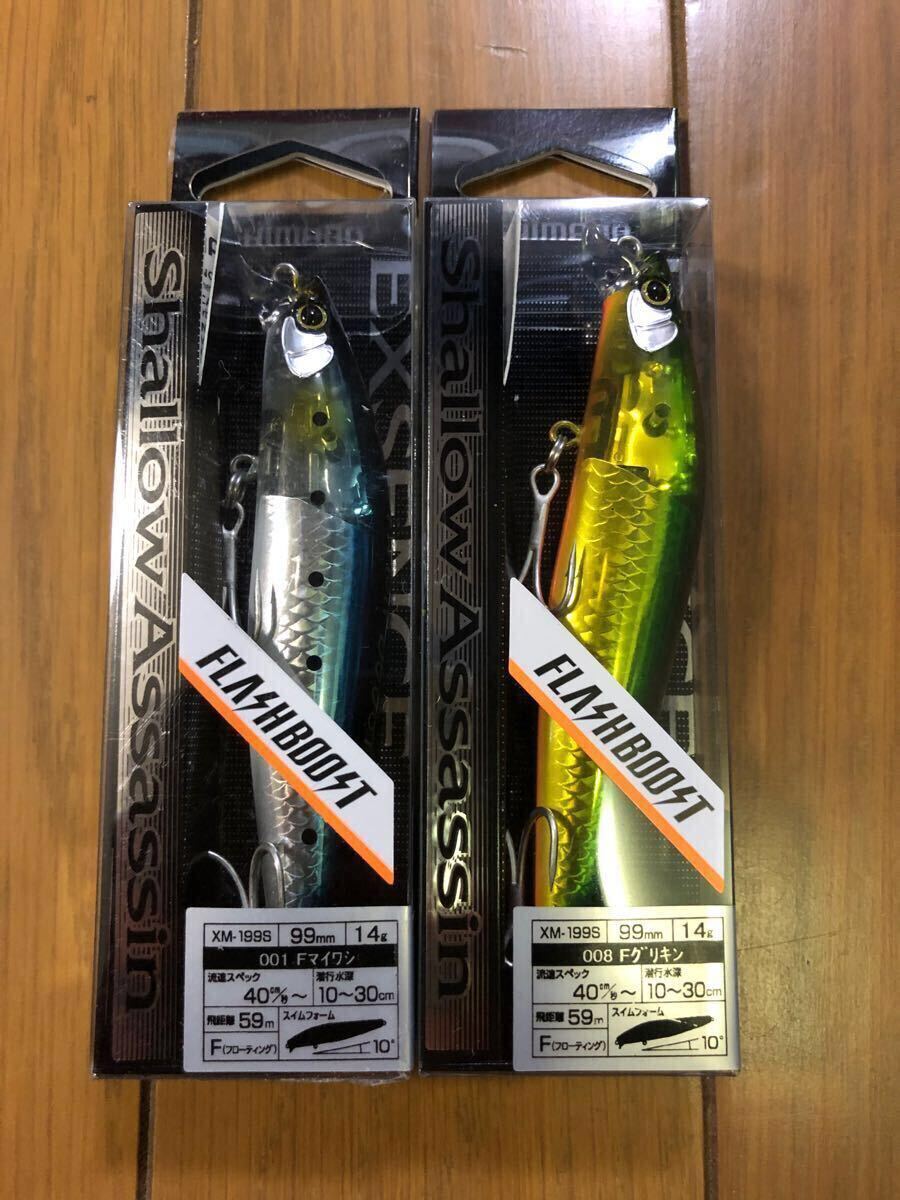 SHIMANO
EXSENCE
Shallow Assassin
FLASHBOOST
XM-199S 99mm 14g
001 Fマイワシ
流速スペック 潜行水深
40cm/秒〜 10〜30cm
飛距離 59m スイムフォーム
F(フローティング) 10°
SHIMANO
Shallow Assassin
FLASHBOOST
XM-199S 99mm 14g
008 Fグリキン
流速スペック 潜行水深
40cm/秒〜 10〜30cm
飛距離 59m スイムフォーム
F(フローティング) 10°